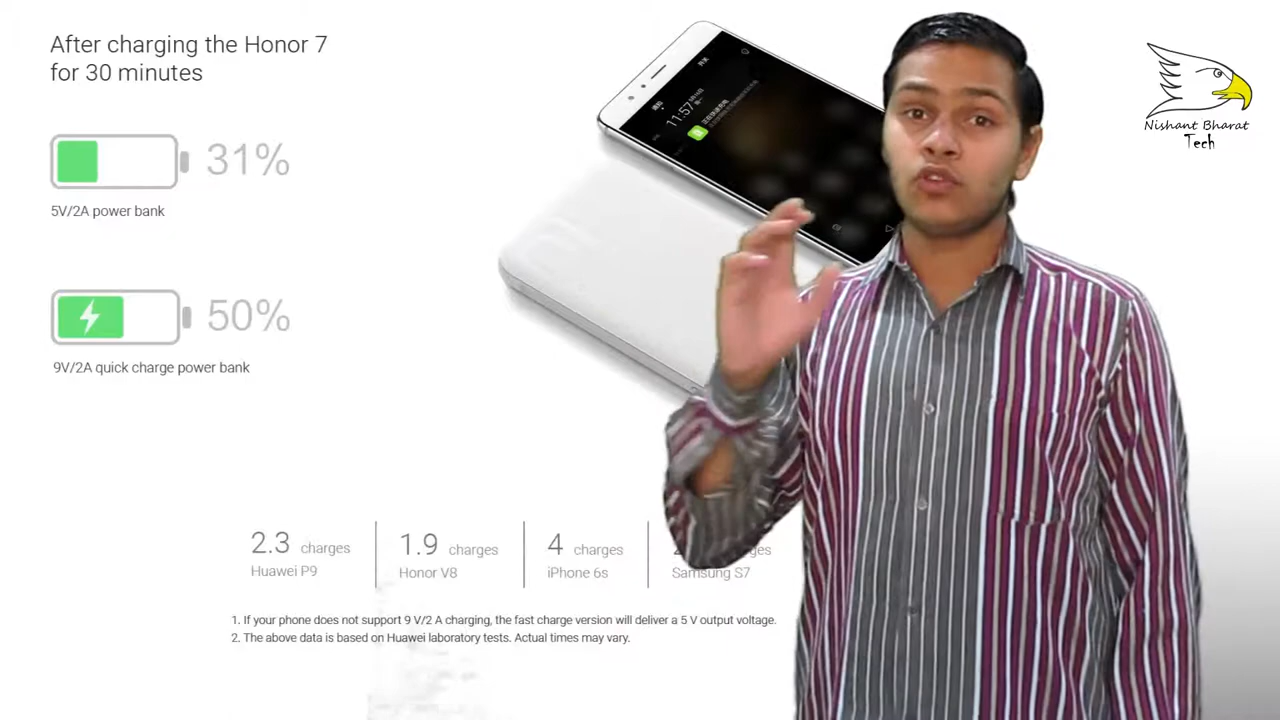 After charging the Honor 7
for 30 minutes
Nishant Bharat
Tech
11:57
31%
5V/2A power bank
50%
9V/2A quick charge power bank
2.3 charges
Huawei P9
1.9 charges
Honor V8
4 charges
iPhone 6s
Samsung S7
1. If your phone does not support 9 V/2 A charging, the fast charge version will deliver a 5 V output voltage.
2. The above data is based on Huawei laboratory tests. Actual times may vary.